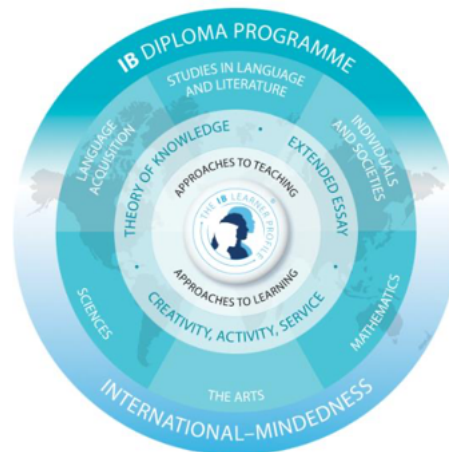 IB DIPLOMA PROGRAMME
STUDIES IN LANGUAGE
AND LITERATURE
LANGUAGE
ACQUISITION
INDIVIDUALS
AND SOCIETIES
THEORY OF KNOWLEDGE
EXTENDED ESSAY
APPROACHES TO TEACHING
THE IB LEARNER PROFILE
APPROACHES TO LEARNING
CREATIVITY, ACTIVITY, SERVICE
SCIENCES
MATHEMATICS
THE ARTS
INTERNATIONAL–MINDEDNESS